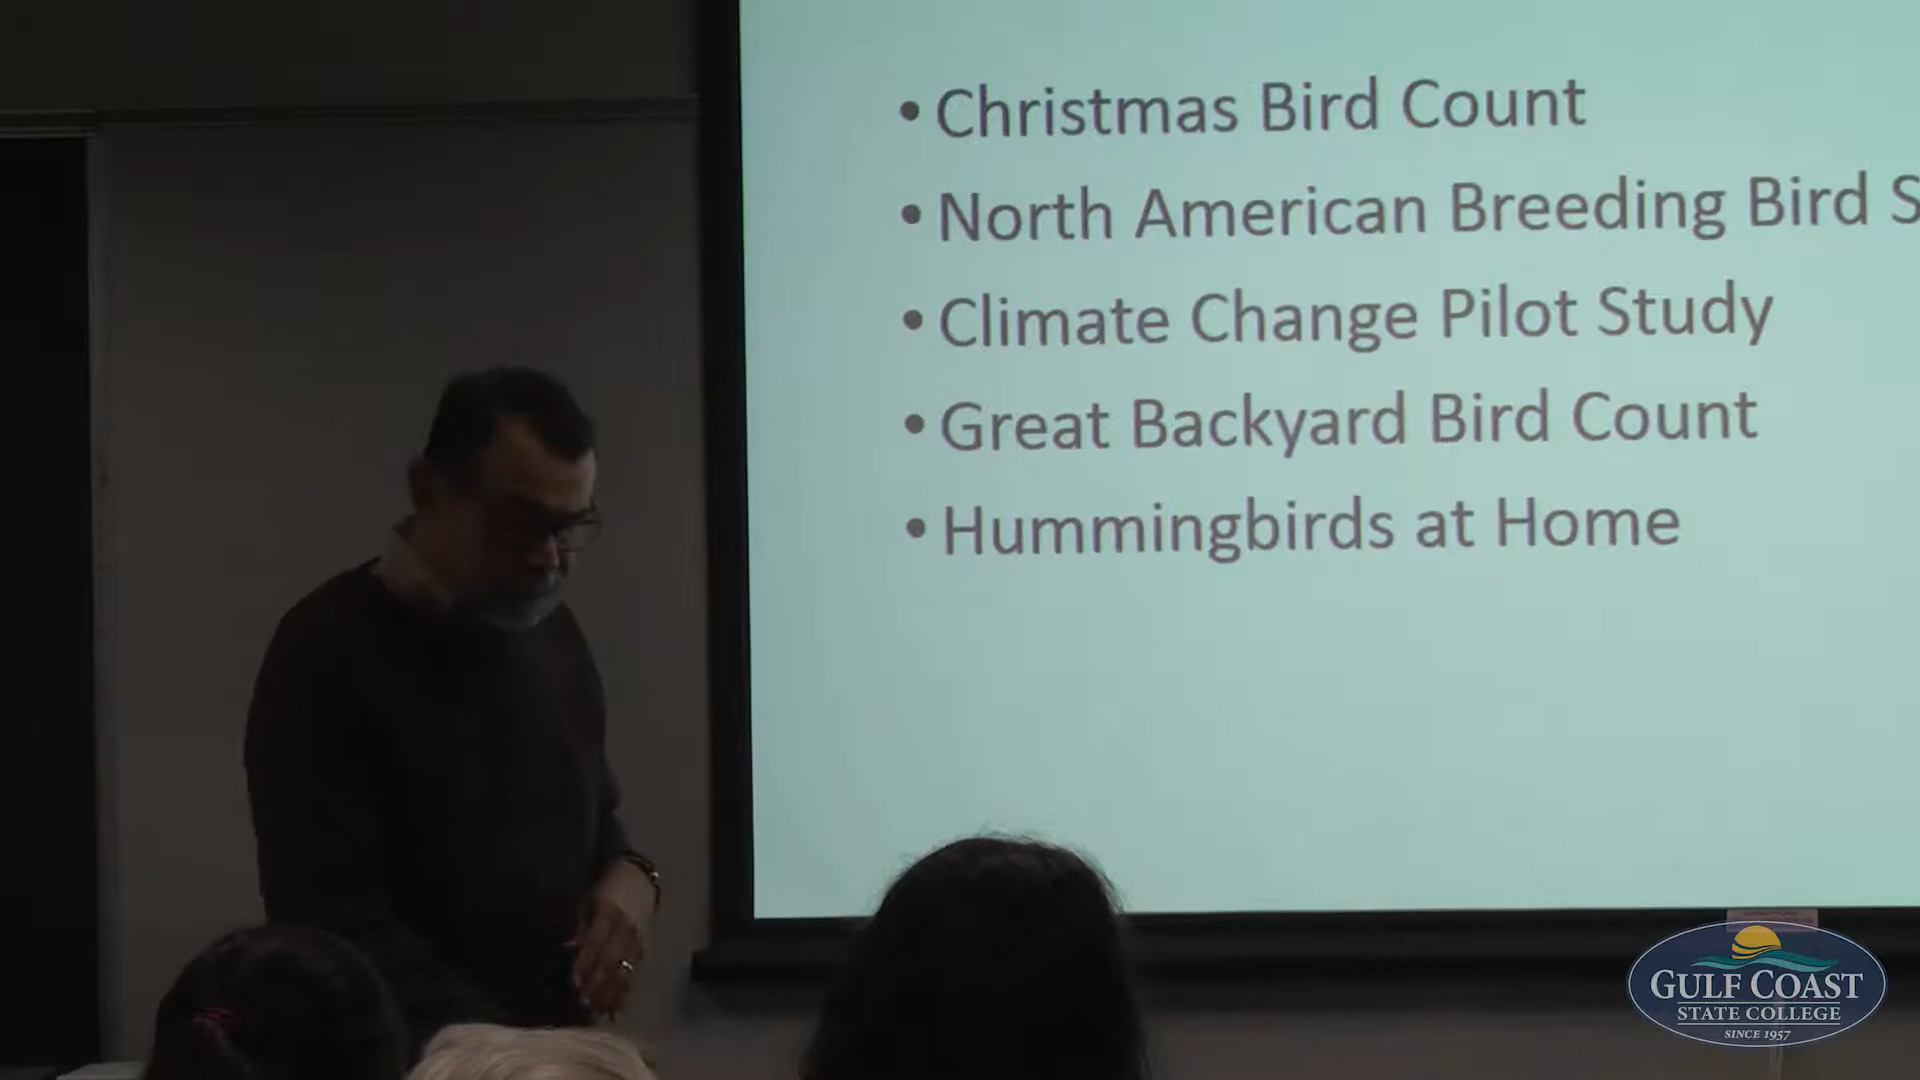 • Christmas Bird Count
• North American Breeding Bird S
• Climate Change Pilot Study
• Great Backyard Bird Count
• Hummingbirds at Home
GULF COAST
STATE COLLEGE
SINCE 1957